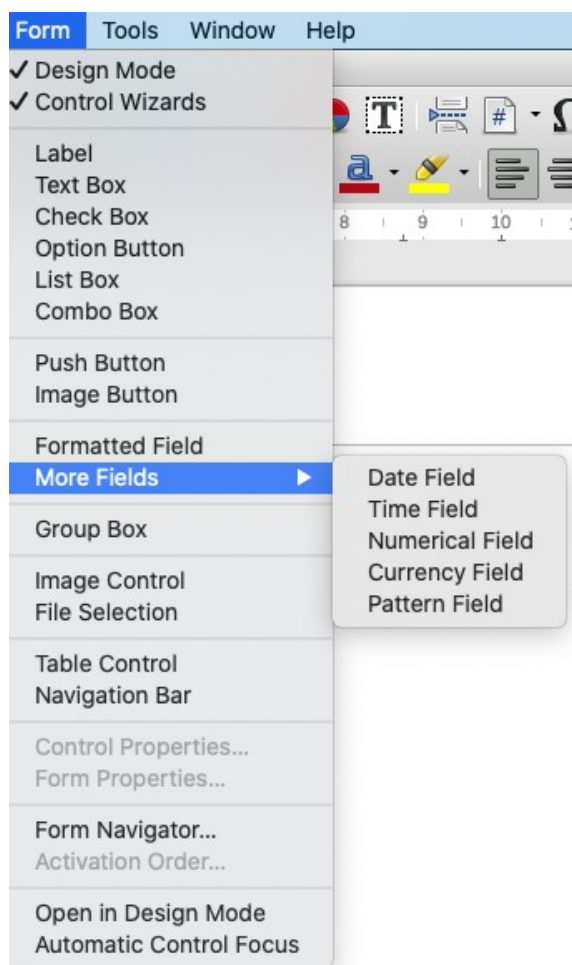 Form Tools Window Help
✓ Design Mode
✓ Control Wizards
Label
Text Box
Check Box
Option Button
List Box
Combo Box
Push Button
Image Button
Formatted Field
More Fields ▶
Date Field
Time Field
Numerical Field
Currency Field
Pattern Field
Group Box
Image Control
File Selection
Table Control
Navigation Bar
Control Properties...
Form Properties...
Form Navigator...
Activation Order...
Open in Design Mode
Automatic Control Focus
T # Ω
a
8 9 10